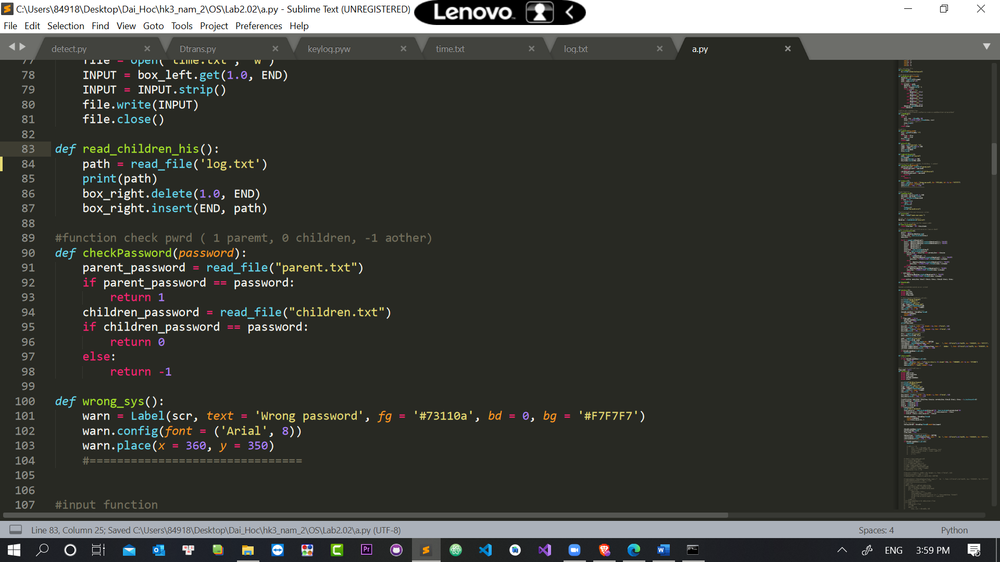 C:\Users\84918\Desktop\Dai_Hoc\hk3_nam_2\OS\Lab2.02\a.py - Sublime Text (UNREGISTERED)
Lenovo
File Edit Selection Find View Goto Tools Project Preferences Help
detect.py Dtrans.py keylog.pyw time.txt log.txt a.py
77 file = open("time.txt", "w")
78 INPUT = box_left.get(1.0, END)
79 INPUT = INPUT.strip()
80 file.write(INPUT)
81 file.close()
82
83 def read_children_his():
84 path = read_file('log.txt')
85 print(path)
86 box_right.delete(1.0, END)
87 box_right.insert(END, path)
88
89 #function check pwrd ( 1 paremt, 0 children, -1 aother)
90 def checkPassword(password):
91 parent_password = read_file("parent.txt")
92 if parent_password == password:
93 return 1
94 children_password = read_file("children.txt")
95 if children_password == password:
96 return 0
97 else:
98 return -1
99
100 def wrong_sys():
101 warn = Label(scr, text = 'Wrong password', fg = '#73110a', bd = 0, bg = '#F7F7F7')
102 warn.config(font = ('Arial', 8))
103 warn.place(x = 360, y = 350)
104 #===============================
105
106
107 #input function
Line 83, Column 25; Saved C:\Users\84918\Desktop\Dai_Hoc\hk3_nam_2\OS\Lab2.02\a.py (UTF-8) Spaces: 4 Python
ENG 3:59 PM